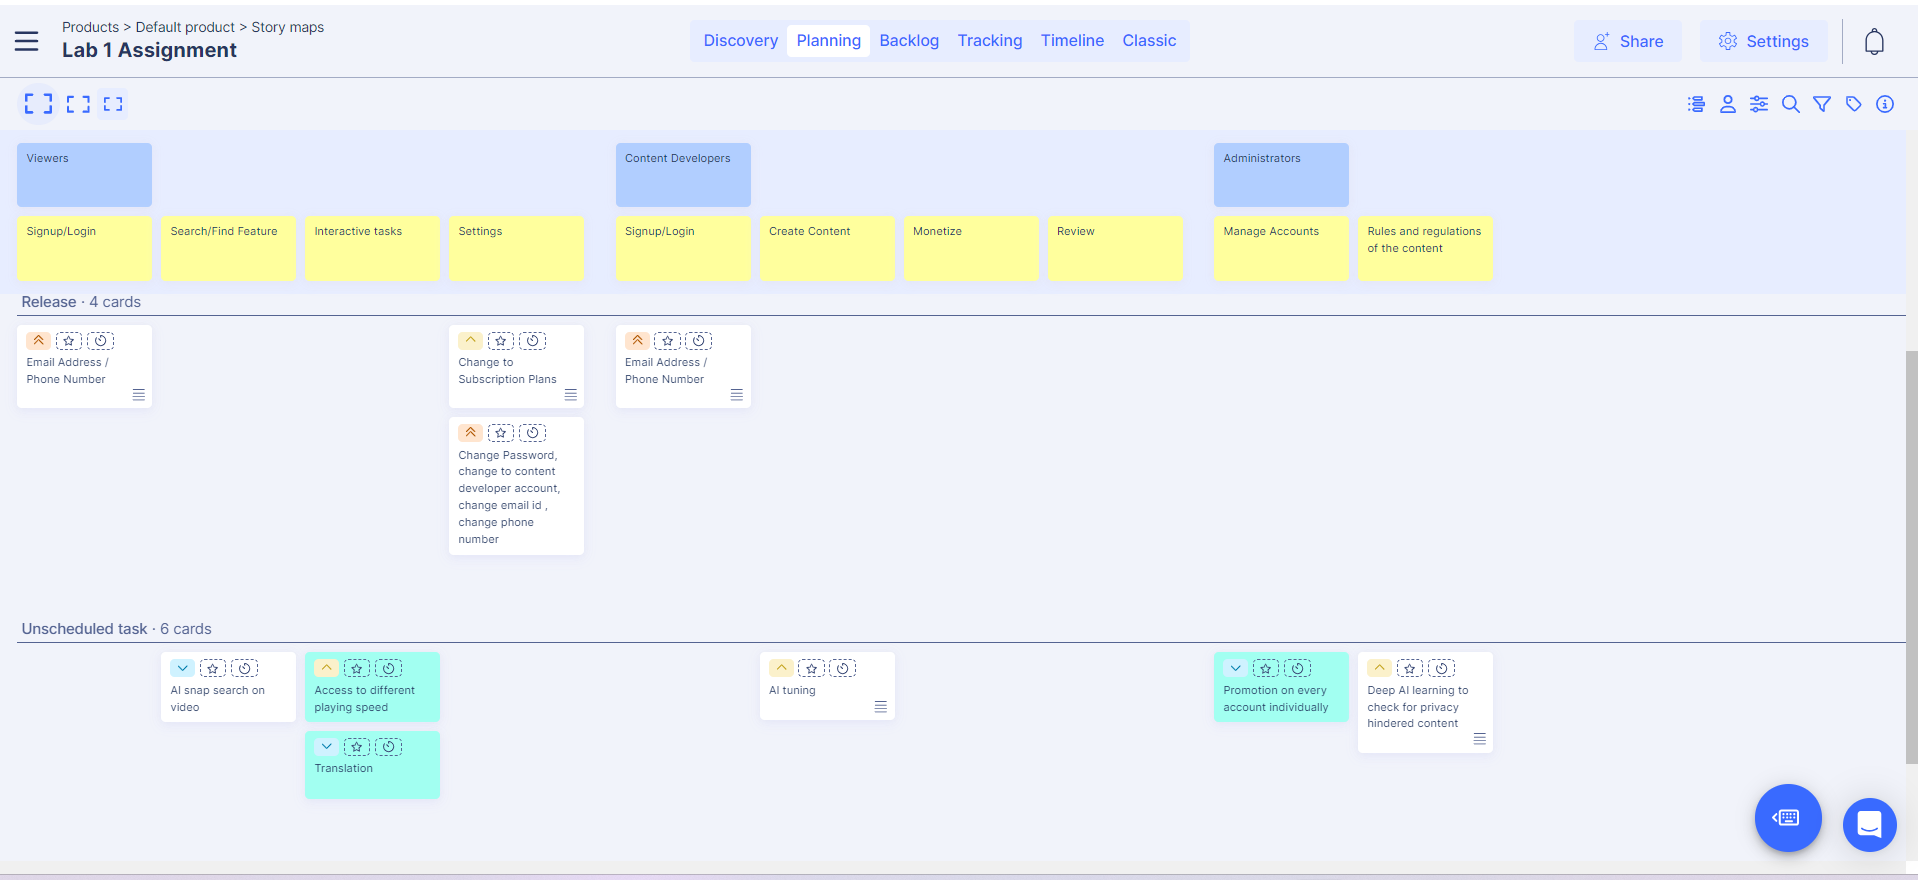 Products > Default product > Story maps
Lab 1 Assignment
Discovery Planning Backlog Tracking Timeline Classic
Share
Settings
Viewers
Content Developers
Administrators
Signup/Login
Search/Find Feature
Interactive tasks
Settings
Signup/Login
Create Content
Monetize
Review
Manage Accounts
Rules and regulations
of the content
Release · 4 cards
Email Address /
Phone Number
Change to
Subscription Plans
Email Address /
Phone Number
Change Password,
change to content
developer account,
change email id ,
change phone
number
Unscheduled task · 6 cards
AI snap search on
video
Access to different
playing speed
AI tuning
Promotion on every
account individually
Deep AI learning to
check for privacy
hindered content
Translation